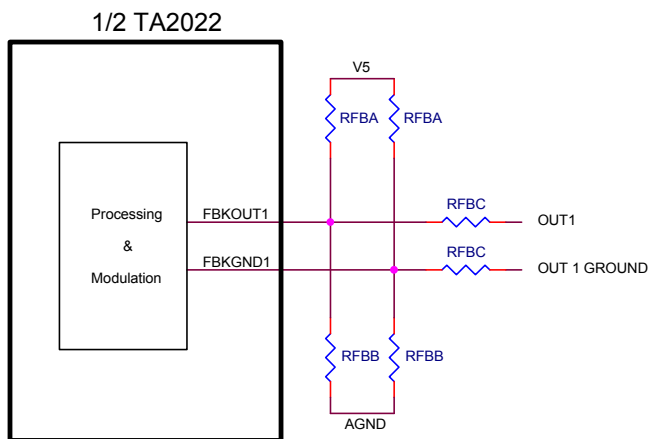 1/2 TA2022
V5
RFBA
RFBA
Processing
&
Modulation
FBKOUT1
RFBC
OUT1
FBKGND1
RFBC
OUT 1 GROUND
RFBB
RFBB
AGND